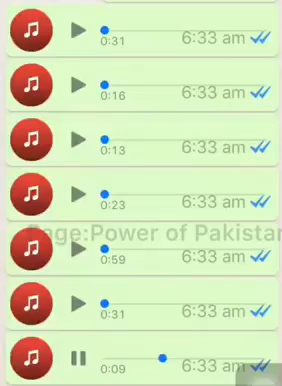 0:31 6:33 am
0:16 6:33 am
0:13 6:33 am
0:23 6:33 am
Page:Power of Pakistan
0:59 6:33 am
0:31 6:33 am
0:09 6:33 am